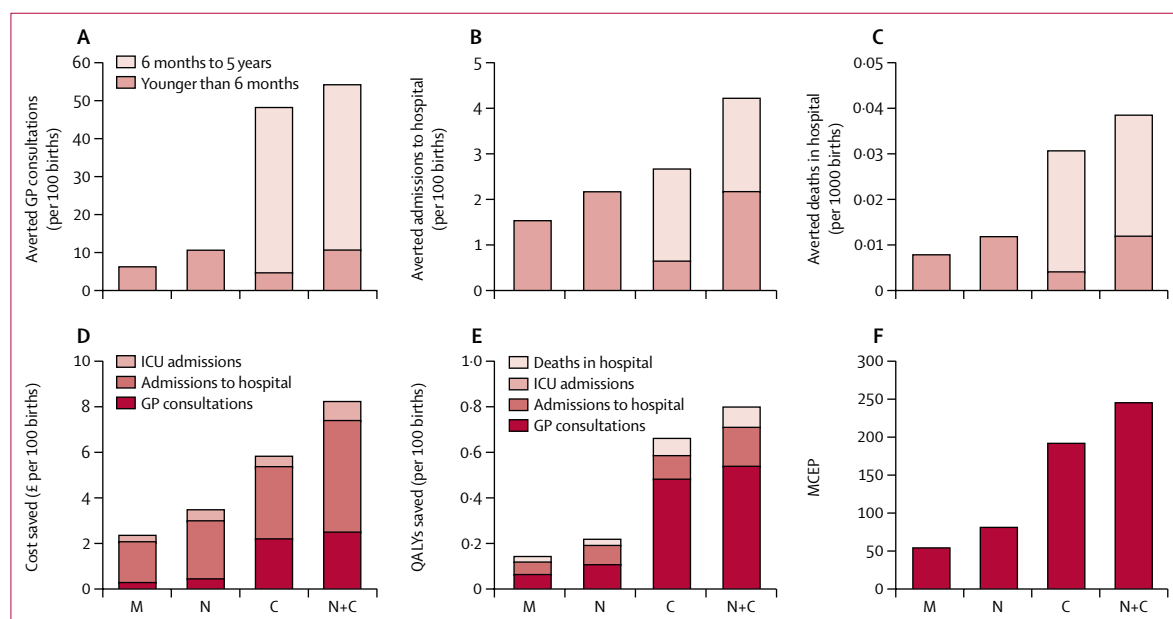 A
6 months to 5 years
Younger than 6 months
Averted GP consultations
(per 100 births)
60
50
40
30
20
10
0
B
Averted admissions to hospital
(per 100 births)
5
4
3
2
1
0
C
Averted deaths in hospital
(per 1000 births)
0·05
0·04
0·03
0·02
0·01
0
D
ICU admissions
Admissions to hospital
GP consultations
Cost saved (£ per 100 births)
10
8
6
4
2
0
M N C N+C
E
Deaths in hospital
ICU admissions
Admissions to hospital
GP consultations
QALYs saved (per 100 births)
1·0
0·8
0·6
0·4
0·2
0
M N C N+C
F
MCEP
300
250
200
150
100
50
0
M N C N+C